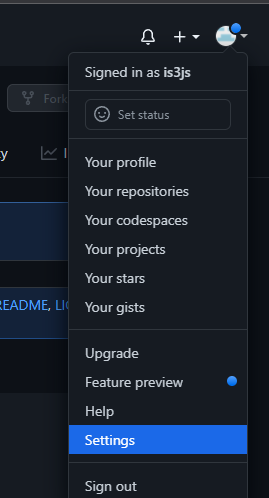 Fork
Signed in as is3js
Set status
Your profile
Your repositories
Your codespaces
Your projects
Your stars
README,
Your gists
Upgrade
Feature preview
Help
Settings
Sign out